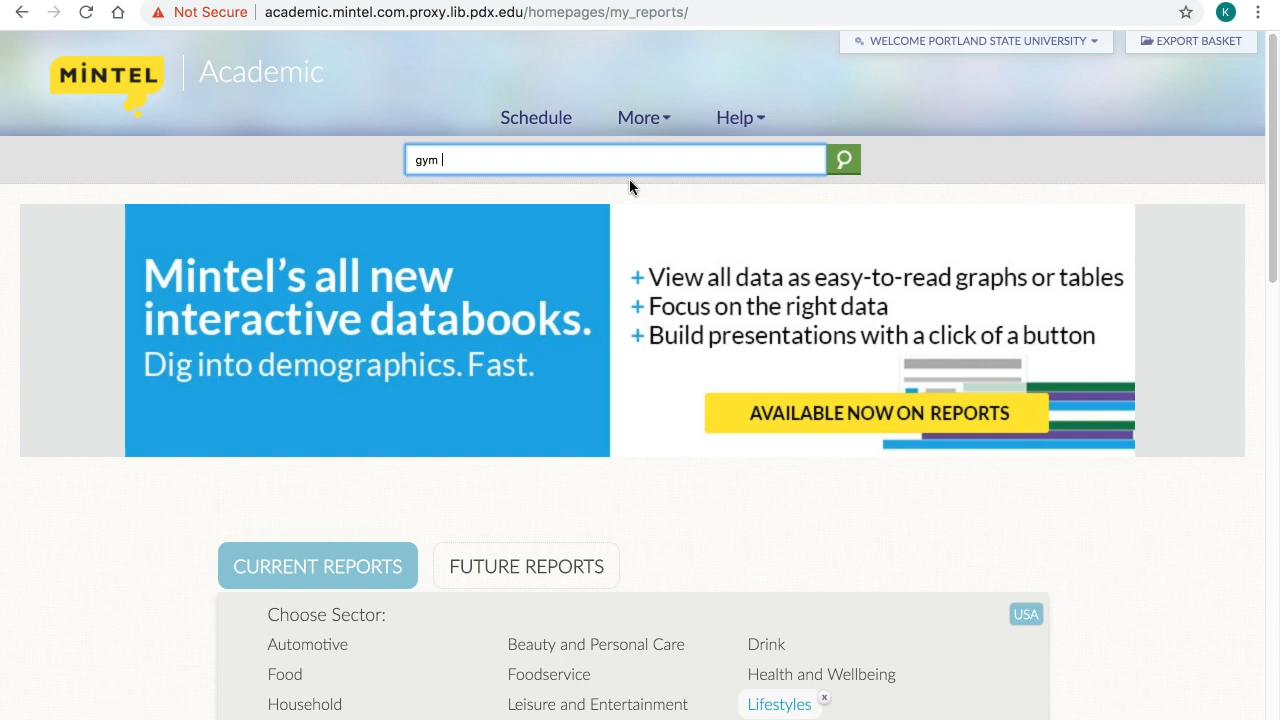 Not Secure
academic.mintel.com.proxy.lib.pdx.edu/homepages/my_reports/
K
WELCOME PORTLAND STATE UNIVERSITY
EXPORT BASKET
MiNTEL
Academic
Schedule
More
Help
gym
Mintel's all new
interactive databooks.
Dig into demographics. Fast.
+ View all data as easy-to-read graphs or tables
+ Focus on the right data
+ Build presentations with a click of a button
AVAILABLE NOW ON REPORTS
CURRENT REPORTS
FUTURE REPORTS
Choose Sector:
USA
Automotive
Beauty and Personal Care
Drink
Food
Foodservice
Health and Wellbeing
Household
Leisure and Entertainment
Lifestyles
x